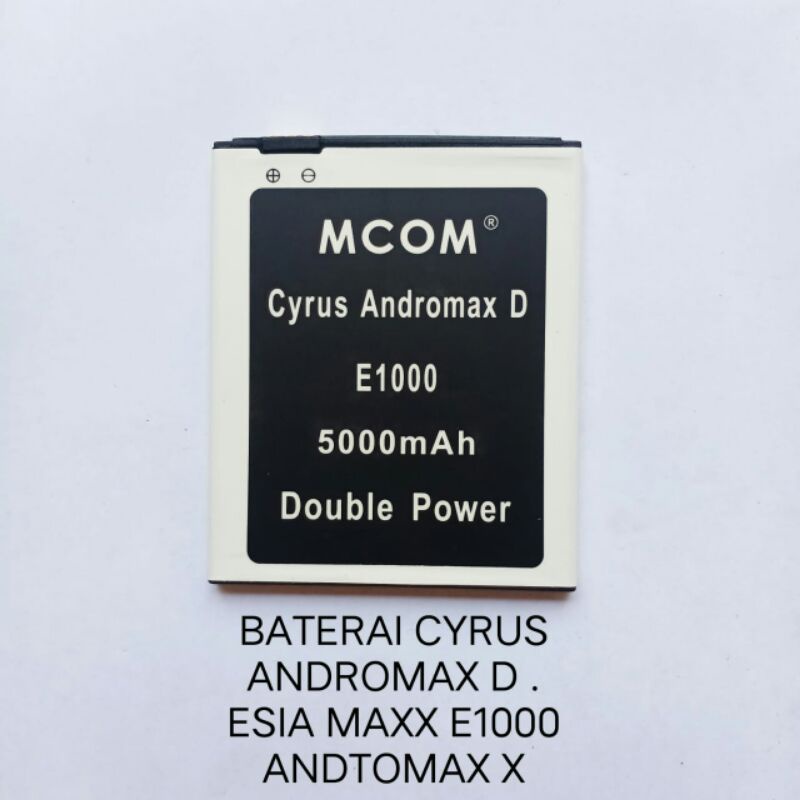 ⊕ ⊖
MCOM®
Cyrus Andromax D
E1000
5000mAh
Double Power
BATERAI CYRUS
ANDROMAX D .
ESIA MAXX E1000
ANDTOMAX X